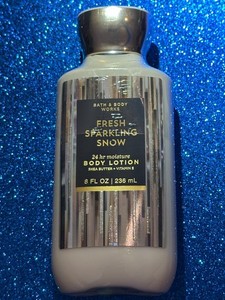 BATH & BODY
WORKS
FRESH
SPARKLING
SNOW
24 hr moisture
BODY LOTION
SHEA BUTTER + VITAMIN E
8 FL OZ | 236 mL